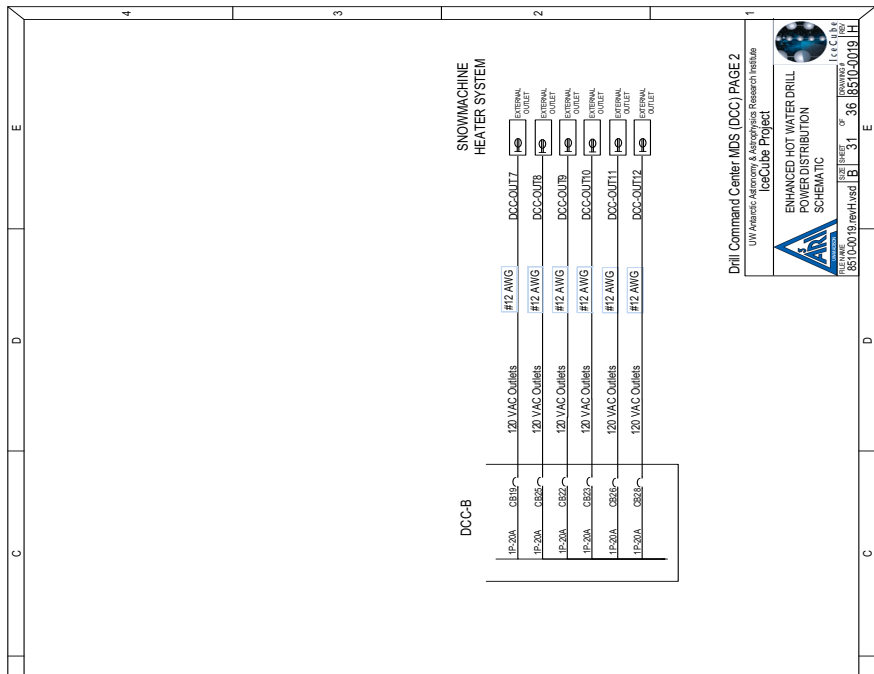 4
3
2
1
E
D
C
E
D
C
SNOWMACHINE
HEATER SYSTEM
DCC-B
1P-20A CB19 120 VAC Outlets #12 AWG DCC-OUT7 EXTERNAL OUTLET
1P-20A CB25 120 VAC Outlets #12 AWG DCC-OUT8 EXTERNAL OUTLET
1P-20A CB22 120 VAC Outlets #12 AWG DCC-OUT9 EXTERNAL OUTLET
1P-20A CB23 120 VAC Outlets #12 AWG DCC-OUT10 EXTERNAL OUTLET
1P-20A CB26 120 VAC Outlets #12 AWG DCC-OUT11 EXTERNAL OUTLET
1P-20A CB28 120 VAC Outlets #12 AWG DCC-OUT12 EXTERNAL OUTLET
Drill Command Center MDS (DCC) PAGE 2
UW Antarctic Astronomy & Astrophysics Research Institute
IceCube Project
ENHANCED HOT WATER DRILL
POWER DISTRIBUTION
SCHEMATIC
IceCube
FILE NAME
8510-0019.revH.vsd
SIZE
B
SHEET
31 OF 36
DRAWING #
8510-0019
REV
H